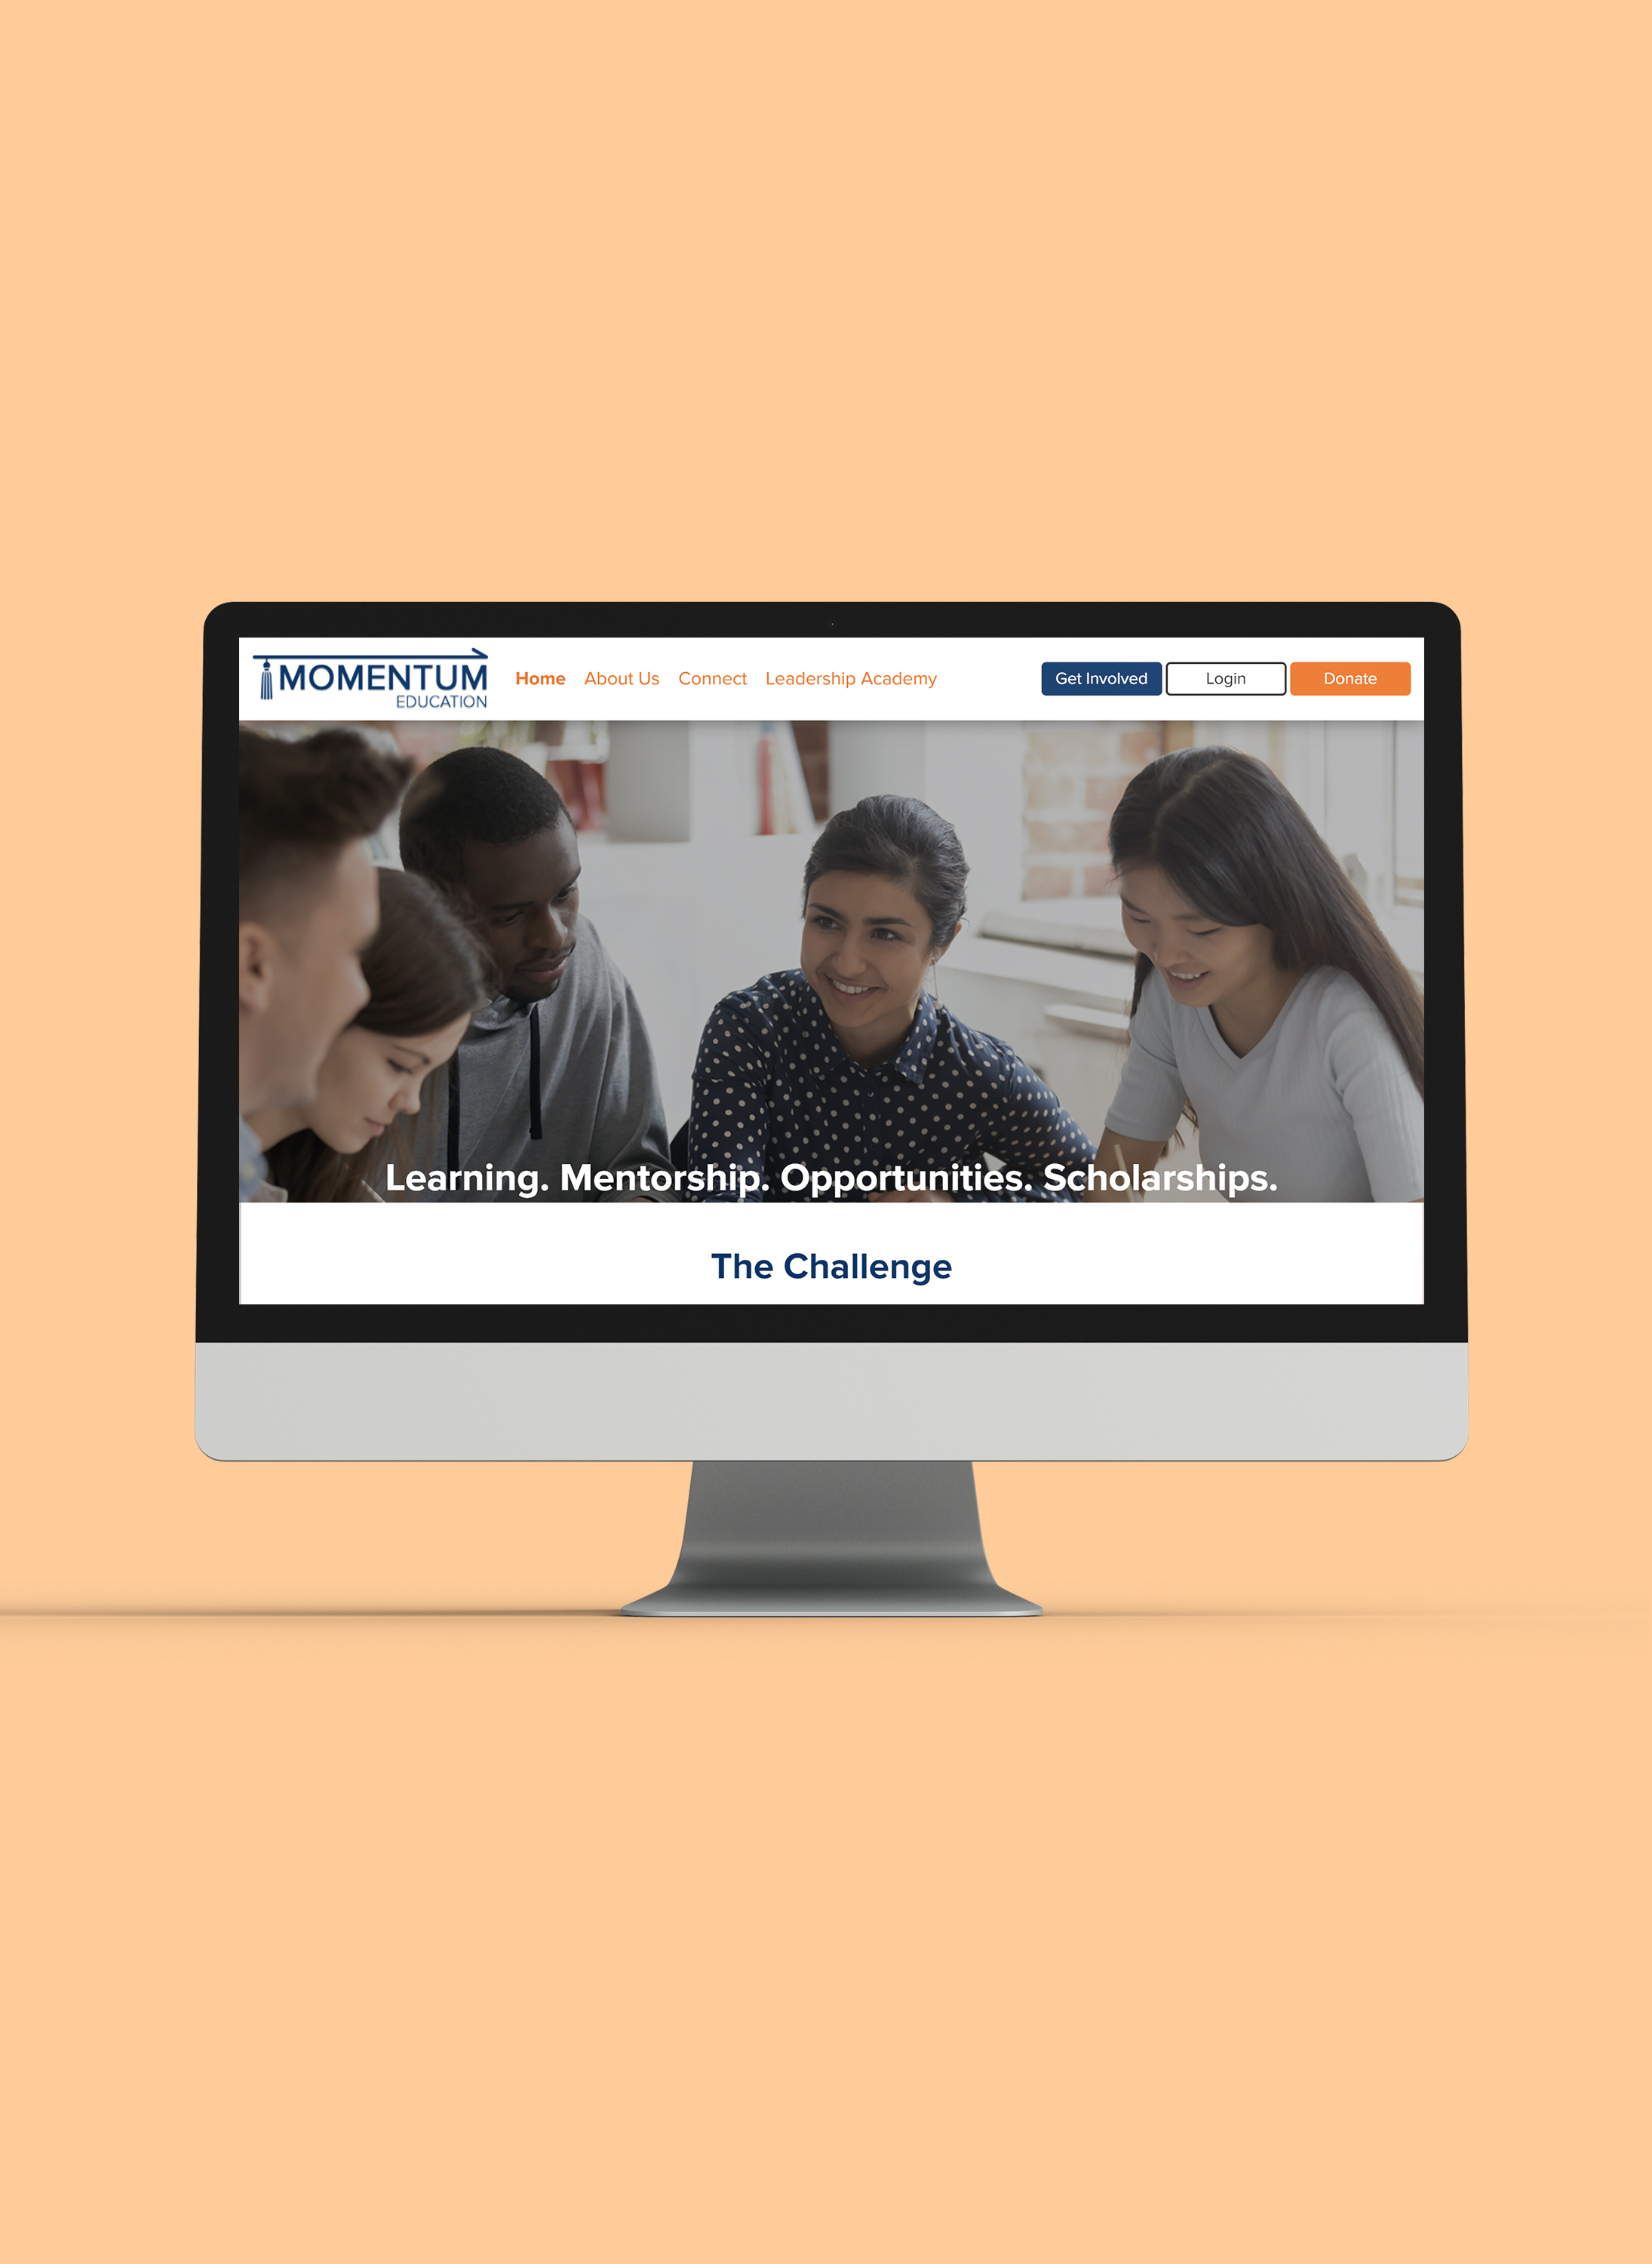 MOMENTUM
EDUCATION
Home About Us Connect Leadership Academy
Get Involved Login Donate
Learning. Mentorship. Opportunities. Scholarships.
The Challenge